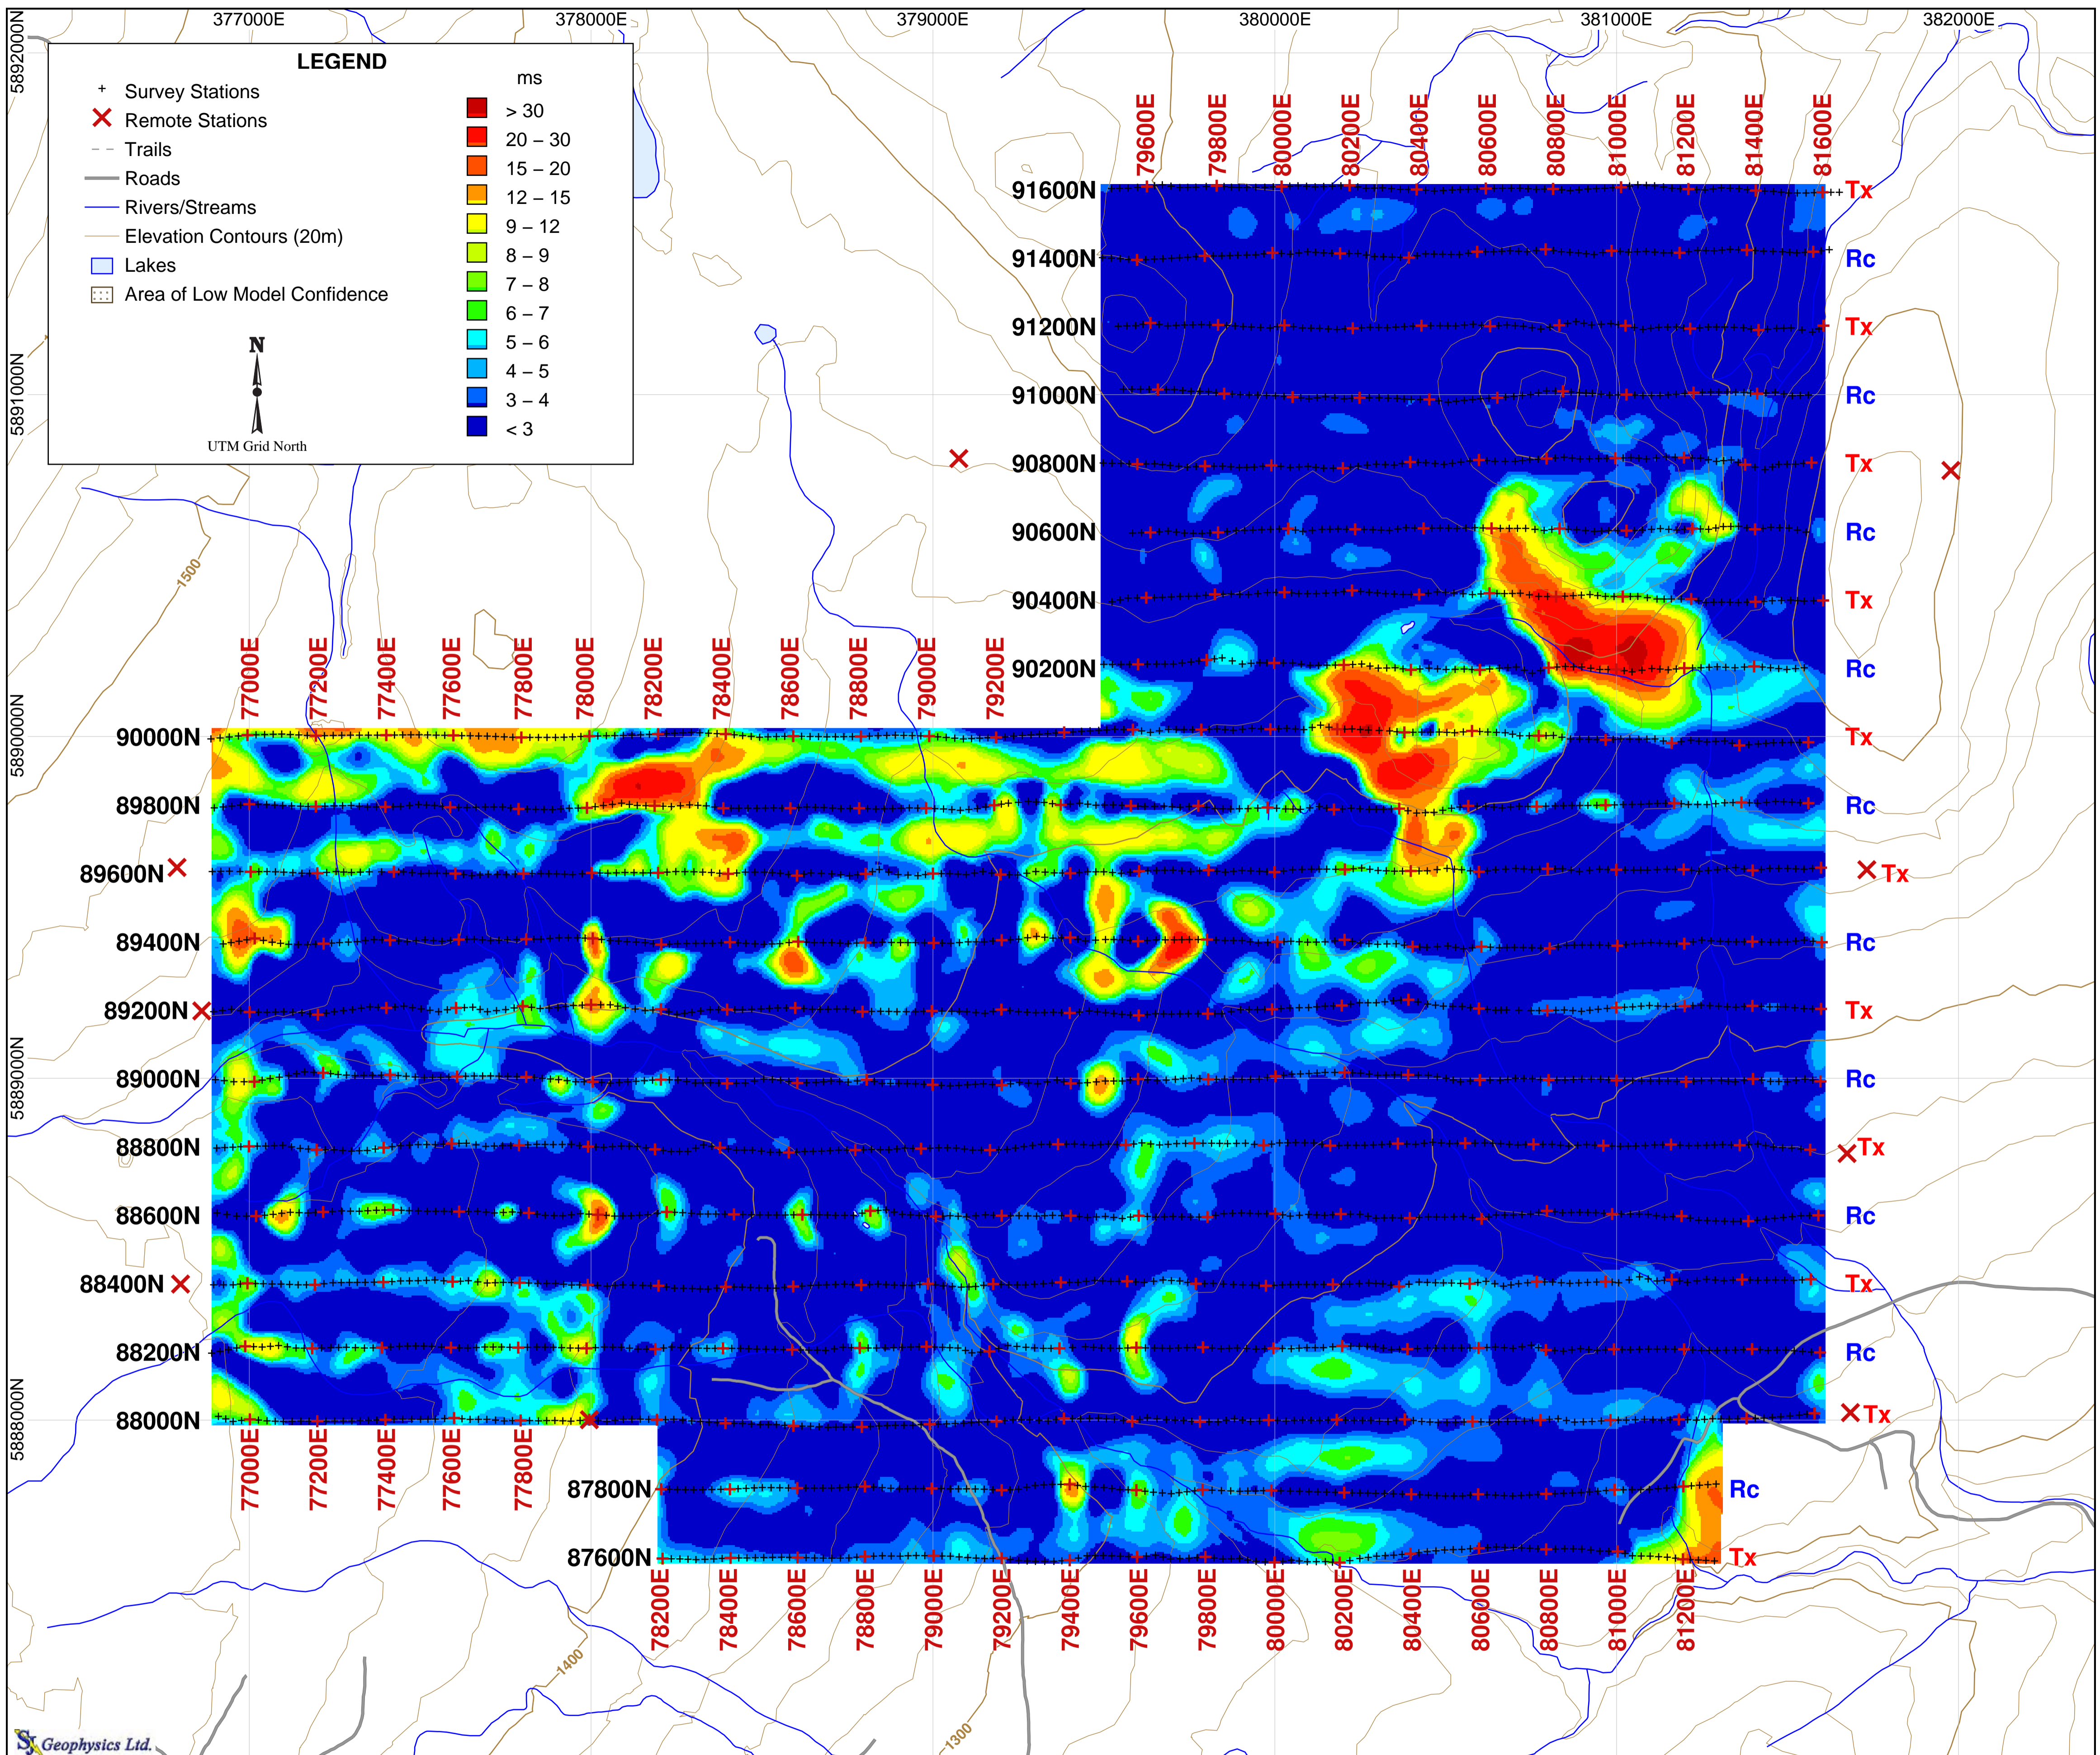 377000E 378000E 379000E 380000E 381000E 382000E
5892000N
5891000N
5890000N
5889000N
5888000N
LEGEND
Survey Stations
Remote Stations
Trails
Roads
Rivers/Streams
Elevation Contours (20m)
Lakes
Area of Low Model Confidence
N
UTM Grid North
ms
> 30
20 – 30
15 – 20
12 – 15
9 – 12
8 – 9
7 – 8
6 – 7
5 – 6
4 – 5
3 – 4
< 3
79600E 79800E 80000E 80200E 80400E 80600E 80800E 81000E 81200E 81400E 81600E
91600N Tx
91400N Rc
91200N Tx
91000N Rc
90800N Tx
90600N Rc
1500
90400N Tx
90200N Rc
77000E 77200E 77400E 77600E 77800E 78000E 78200E 78400E 78600E 78800E 79000E 79200E
90000N Tx
89800N Rc
89600N Tx
89400N Rc
89200N Tx
89000N Rc
88800N Tx
88600N Rc
88400N Tx
88200N Rc
88000N Tx
77000E 77200E 77400E 77600E 77800E
87800N Rc
87600N Tx
78200E 78400E 78600E 78800E 79000E 79200E 79400E 79600E 79800E 80000E 80200E 80400E 80600E 80800E 81000E 81200E
1400
1300
SJ Geophysics Ltd.